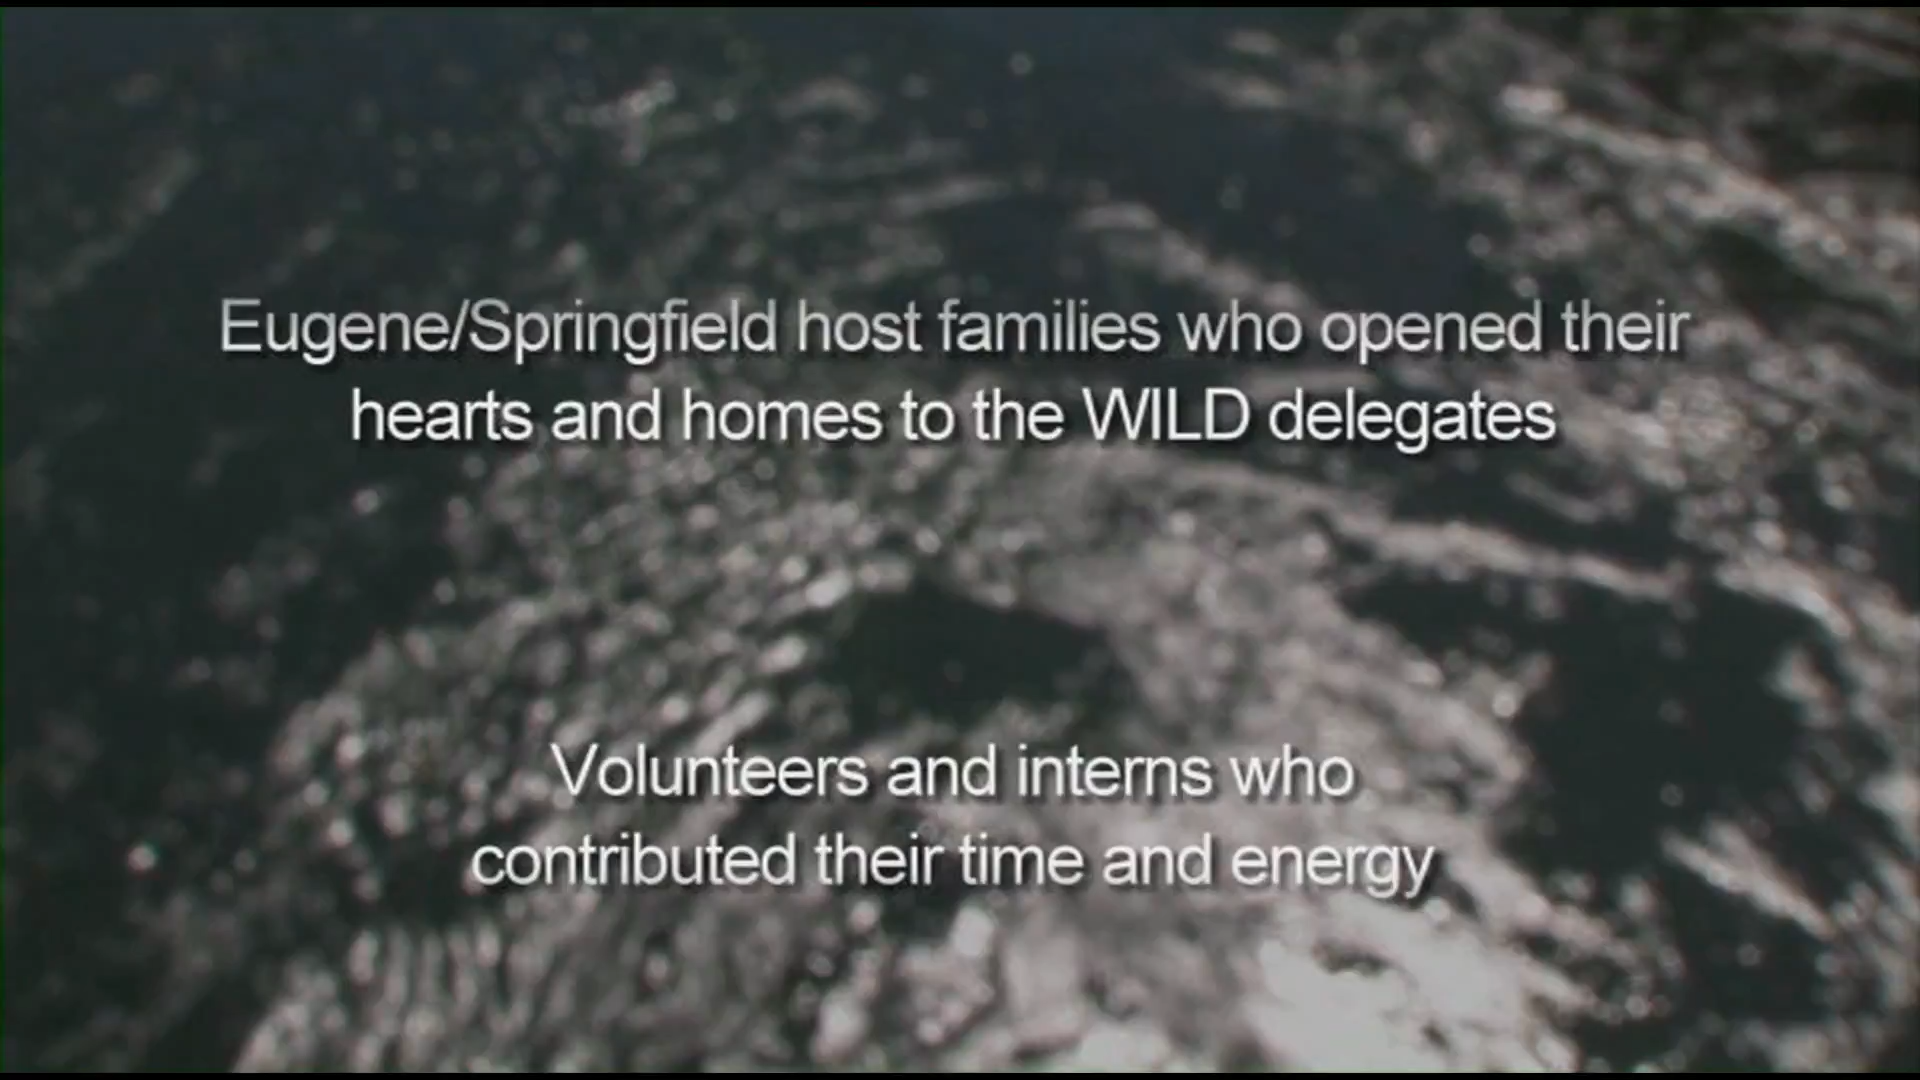 Eugene/Springfield host families who opened their
hearts and homes to the WILD delegates
Volunteers and interns who
contributed their time and energy